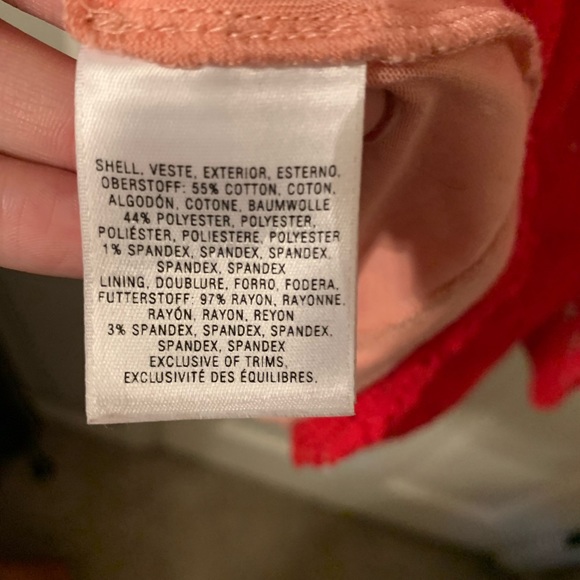 SHELL, VESTE, EXTERIOR, ESTERNO,
OBERSTOFF: 55% COTTON, COTON,
ALGODÓN, COTONE, BAUMWOLLE
44% POLYESTER, POLYESTER,
POLIÉSTER, POLIESTERE, POLYESTER
1% SPANDEX, SPANDEX, SPANDEX,
SPANDEX, SPANDEX
LINING, DOUBLURE, FORRO, FODERA,
FUTTERSTOFF: 97% RAYON, RAYONNE,
RAYÓN, RAYON, REYON
3% SPANDEX, SPANDEX, SPANDEX,
SPANDEX, SPANDEX
EXCLUSIVE OF TRIMS,
EXCLUSIVITÉ DES ÉQUILIBRES.